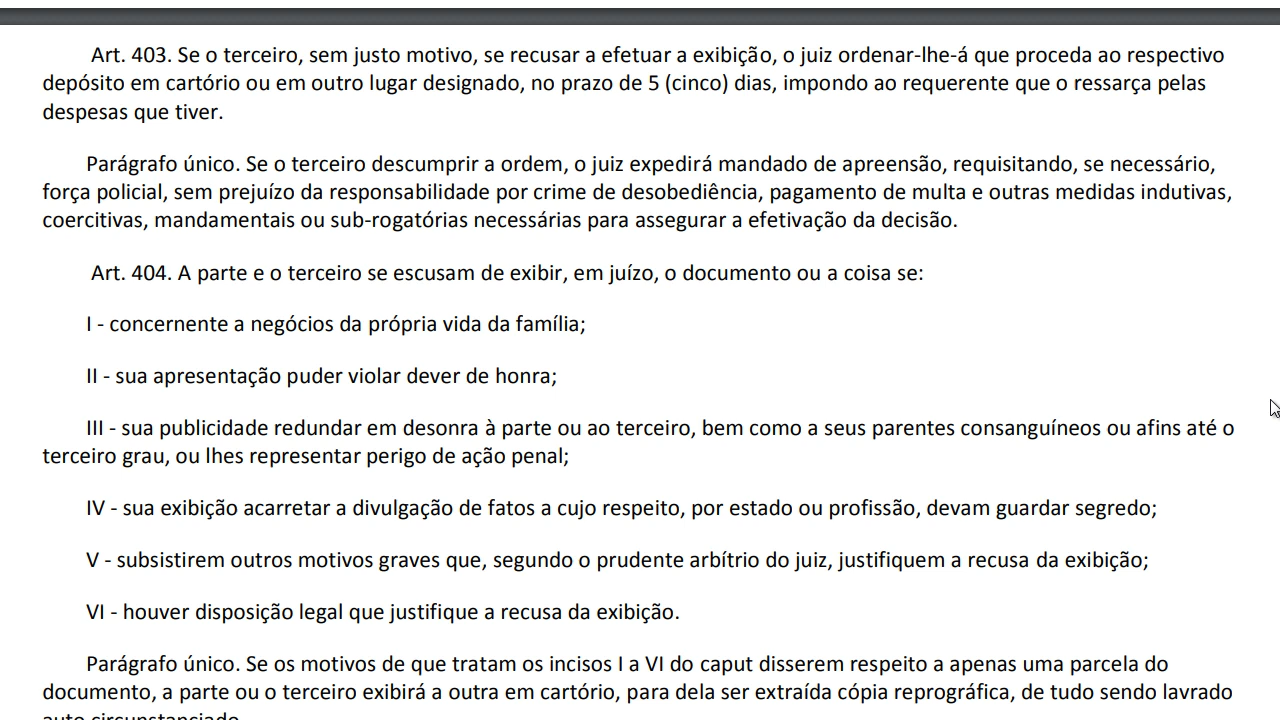 Art. 403. Se o terceiro, sem justo motivo, se recusar a efetuar a exibição, o juiz ordenar-lhe-á que proceda ao respectivo
depósito em cartório ou em outro lugar designado, no prazo de 5 (cinco) dias, impondo ao requerente que o ressarça pelas
despesas que tiver.
Parágrafo único. Se o terceiro descumprir a ordem, o juiz expedirá mandado de apreensão, requisitando, se necessário,
força policial, sem prejuízo da responsabilidade por crime de desobediência, pagamento de multa e outras medidas indutivas,
coercitivas, mandamentais ou sub-rogatórias necessárias para assegurar a efetivação da decisão.
Art. 404. A parte e o terceiro se escusam de exibir, em juízo, o documento ou a coisa se:
I - concernente a negócios da própria vida da família;
II - sua apresentação puder violar dever de honra;
III - sua publicidade redundar em desonra à parte ou ao terceiro, bem como a seus parentes consanguíneos ou afins até o
terceiro grau, ou lhes representar perigo de ação penal;
IV - sua exibição acarretar a divulgação de fatos a cujo respeito, por estado ou profissão, devam guardar segredo;
V - subsistirem outros motivos graves que, segundo o prudente arbítrio do juiz, justifiquem a recusa da exibição;
VI - houver disposição legal que justifique a recusa da exibição.
Parágrafo único. Se os motivos de que tratam os incisos I a VI do caput disserem respeito a apenas uma parcela do
documento, a parte ou o terceiro exibirá a outra em cartório, para dela ser extraída cópia reprográfica, de tudo sendo lavrado
auto circunstanciado.